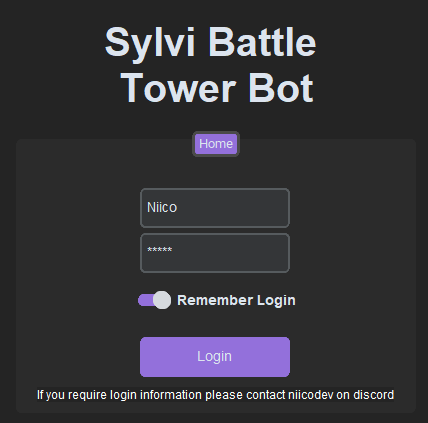 Sylvi Battle
Tower Bot
Home
Niico
*****
Remember Login
Login
If you require login information please contact niicodev on discord